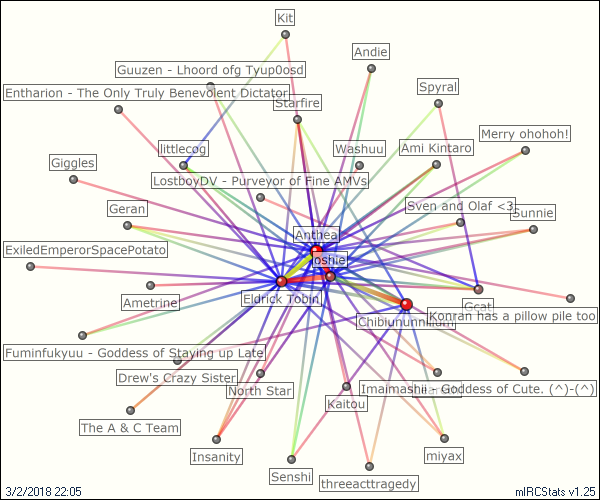 Kit
Andie
Guuzen - Lhoord ofg Tyup0osd
Spyral
Entharion - The Only Truly Benevolent Dictator
Starfire
Merry ohohoh!
littlecog
Washuu
Ami Kintaro
Giggles
LostboyDV - Purveyor of Fine AMVs
Geran
Sven and Olaf <3
Sunnie
Anthea
ExiledEmperorSpacePotato
Joshie
Ametrine
Eldrick Tobin
Gcat
Chibiunumnilium
Konran has a pillow pile too
Fuminfukyuu - Goddess of Staying up Late
Drew's Crazy Sister
North Star
Imaimashii - Goddess of Cute. (^)-(^)
Kaitou
The A & C Team
Insanity
miyax
Senshi
threeacttragedy
3/2/2018 22:05
mIRCStats v1.25